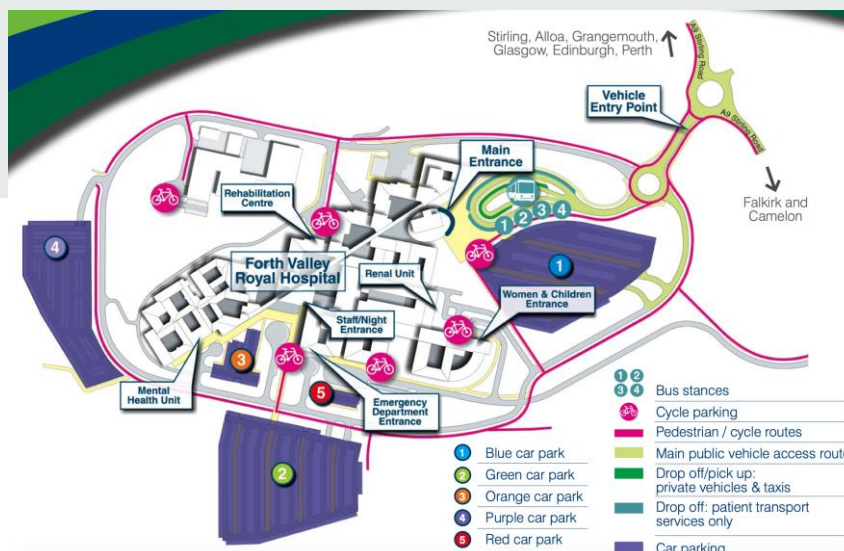 Stirling, Alloa, Grangemouth,
Glasgow, Edinburgh, Perth
A9 Stirling Road
A9 Stirling Road
Vehicle
Entry Point
Falkirk and
Camelon
Main
Entrance
Rehabilitation
Centre
1
2
3
4
4
1
Forth Valley
Royal Hospital
Renal Unit
Women & Children
Entrance
Staff/Night
Entrance
3
Mental
Health Unit
5
Emergency
Department
Entrance
2
1 Blue car park
2 Green car park
3 Orange car park
4 Purple car park
5 Red car park
1 2
3 4 Bus stances
Cycle parking
Pedestrian / cycle routes
Main public vehicle access route
Drop off/pick up:
private vehicles & taxis
Drop off: patient transport
services only
Car parking